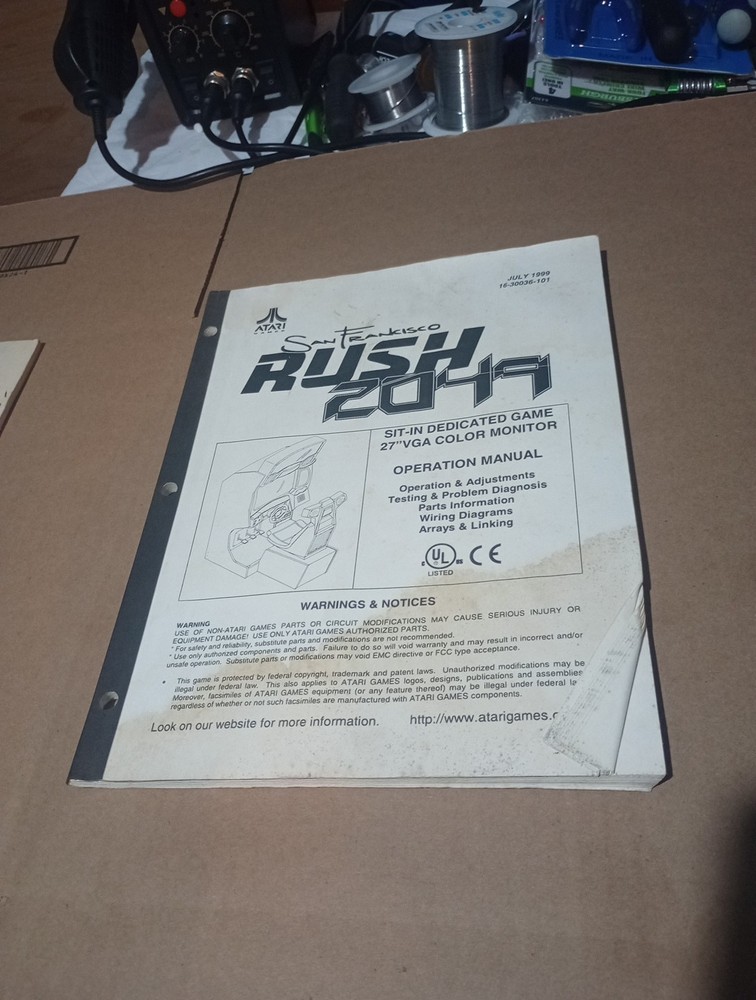 JULY 1999
16-30036-101
ATARI
GAMES
SAN FRANCISCO
RUSH
2049
SIT-IN DEDICATED GAME
27"VGA COLOR MONITOR
OPERATION MANUAL
Operation & Adjustments
Testing & Problem Diagnosis
Parts Information
Wiring Diagrams
Arrays & Linking
UL CE
LISTED
WARNINGS & NOTICES
WARNING
USE OF NON-ATARI GAMES PARTS OR CIRCUIT MODIFICATIONS MAY CAUSE SERIOUS INJURY OR
EQUIPMENT DAMAGE! USE ONLY ATARI GAMES AUTHORIZED PARTS.
* For safety and reliability, substitute parts and modifications are not recommended.
* Use only authorized components and parts. Failure to do so will void warranty and may result in incorrect and/or
unsafe operation. Substitute parts or modifications may void EMC directive or FCC type acceptance.
* This game is protected by federal copyright, trademark and patent laws. Unauthorized modifications may be
illegal under federal law. This also applies to ATARI GAMES logos, designs, publications and assemblies
Moreover, facsimiles of ATARI GAMES equipment (or any feature thereof) may be illegal under federal
regardless of whether or not such facsimiles are manufactured with ATARI GAMES components.
Look on our website for more information. http://www.atarigames.c